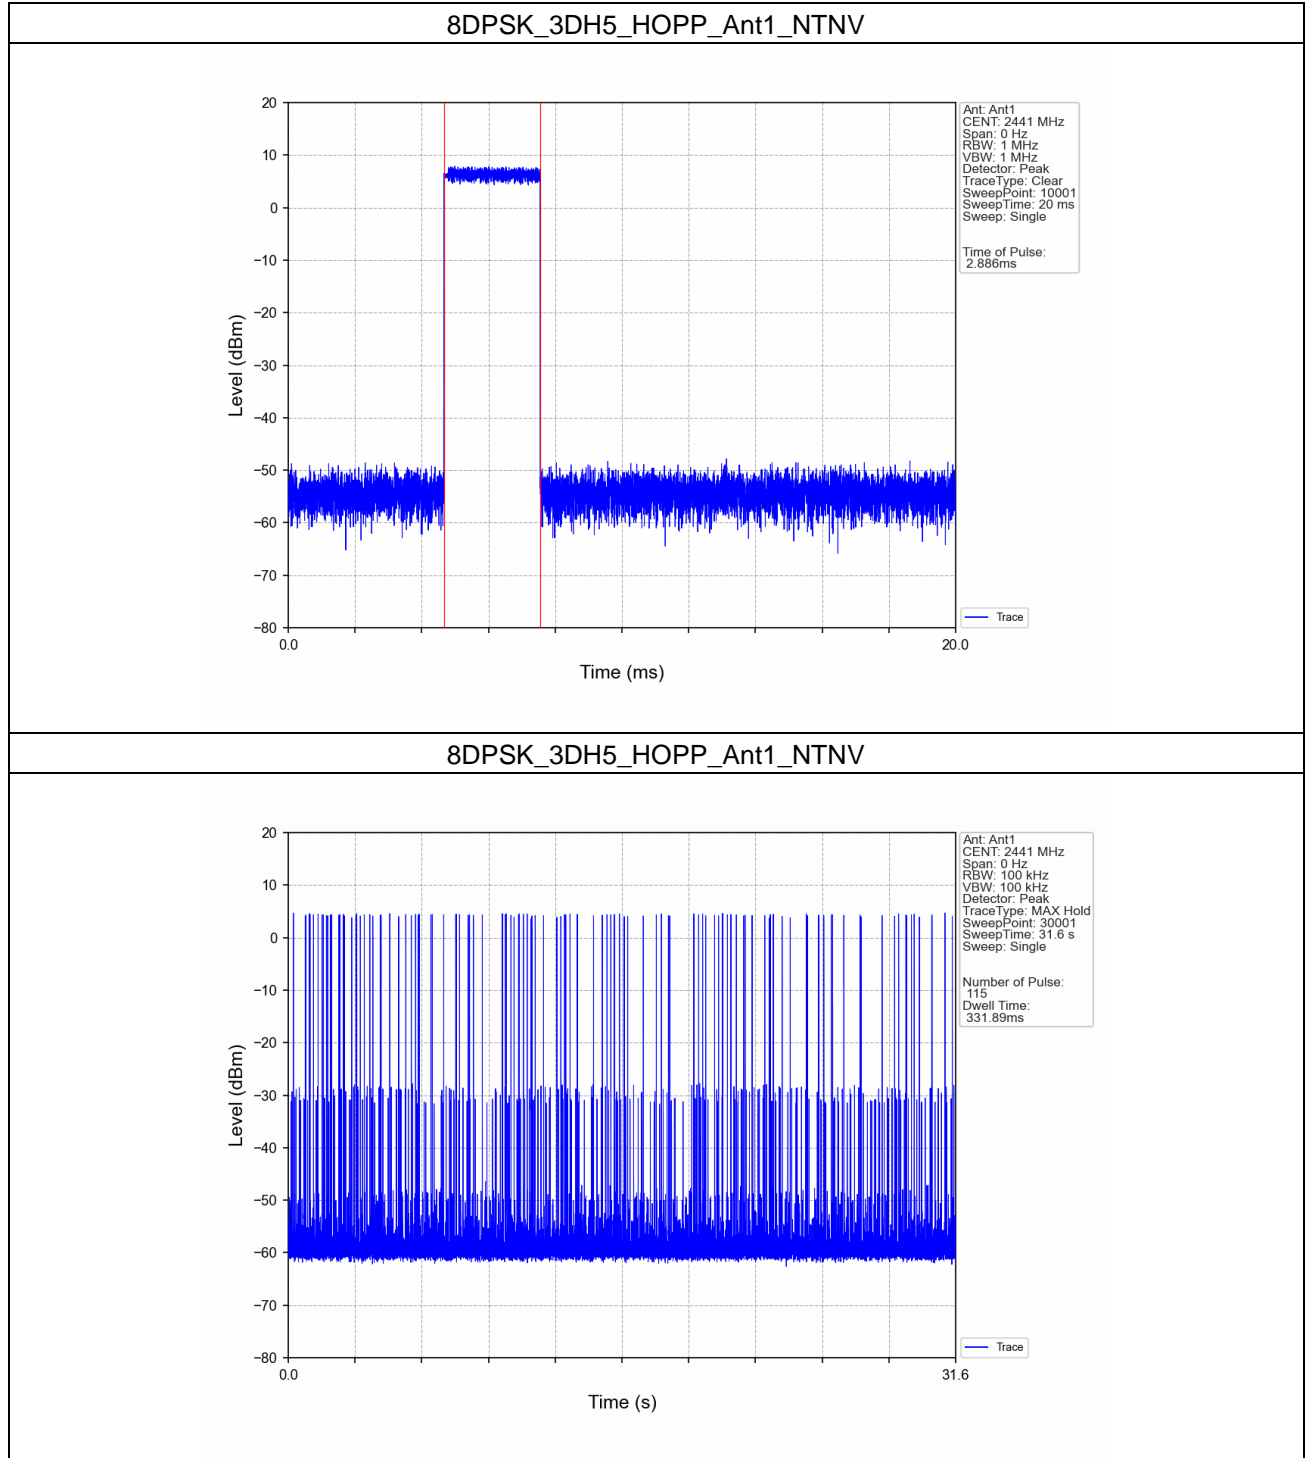 8DPSK_3DH5_HOPP_Ant1_NTNV
20
10
0
−10
−20
−30
−40
−50
−60
−70
−80
Level (dBm)
0.0
20.0
Time (ms)
Ant: Ant1
CENT: 2441 MHz
Span: 0 Hz
RBW: 1 MHz
VBW: 1 MHz
Detector: Peak
TraceType: Clear
SweepPoint: 10001
SweepTime: 20 ms
Sweep: Single
Time of Pulse:
2.886ms
Trace
8DPSK_3DH5_HOPP_Ant1_NTNV
20
10
0
−10
−20
−30
−40
−50
−60
−70
−80
Level (dBm)
0.0
31.6
Time (s)
Ant: Ant1
CENT: 2441 MHz
Span: 0 Hz
RBW: 100 kHz
VBW: 100 kHz
Detector: Peak
TraceType: MAX Hold
SweepPoint: 30001
SweepTime: 31.6 s
Sweep: Single
Number of Pulse:
115
Dwell Time:
331.89ms
Trace